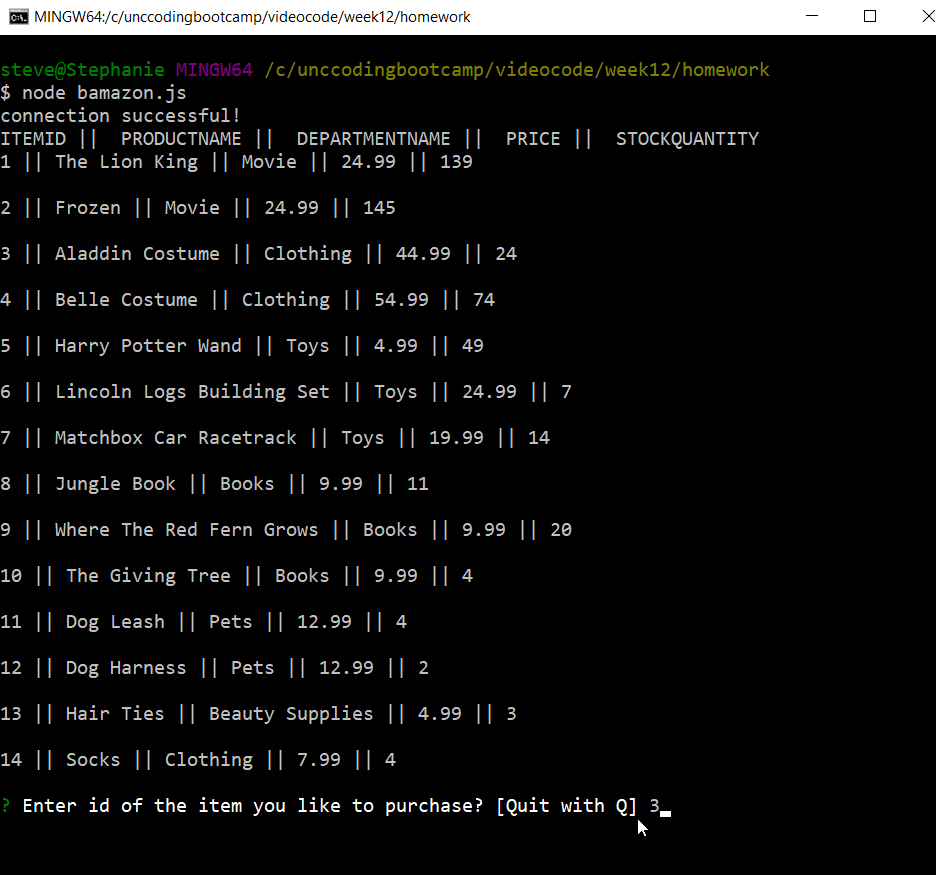 MINGW64:/c/unccodingbootcamp/videocode/week12/homework
steve@Stephanie MINGW64 /c/unccodingbootcamp/videocode/week12/homework
$ node bamazon.js
connection successful!
ITEMID ||  PRODUCTNAME ||  DEPARTMENTNAME ||  PRICE ||  STOCKQUANTITY
1 || The Lion King || Movie || 24.99 || 139
2 || Frozen || Movie || 24.99 || 145
3 || Aladdin Costume || Clothing || 44.99 || 24
4 || Belle Costume || Clothing || 54.99 || 74
5 || Harry Potter Wand || Toys || 4.99 || 49
6 || Lincoln Logs Building Set || Toys || 24.99 || 7
7 || Matchbox Car Racetrack || Toys || 19.99 || 14
8 || Jungle Book || Books || 9.99 || 11
9 || Where The Red Fern Grows || Books || 9.99 || 20
10 || The Giving Tree || Books || 9.99 || 4
11 || Dog Leash || Pets || 12.99 || 4
12 || Dog Harness || Pets || 12.99 || 2
13 || Hair Ties || Beauty Supplies || 4.99 || 3
14 || Socks || Clothing || 7.99 || 4
? Enter id of the item you like to purchase? [Quit with Q] 3